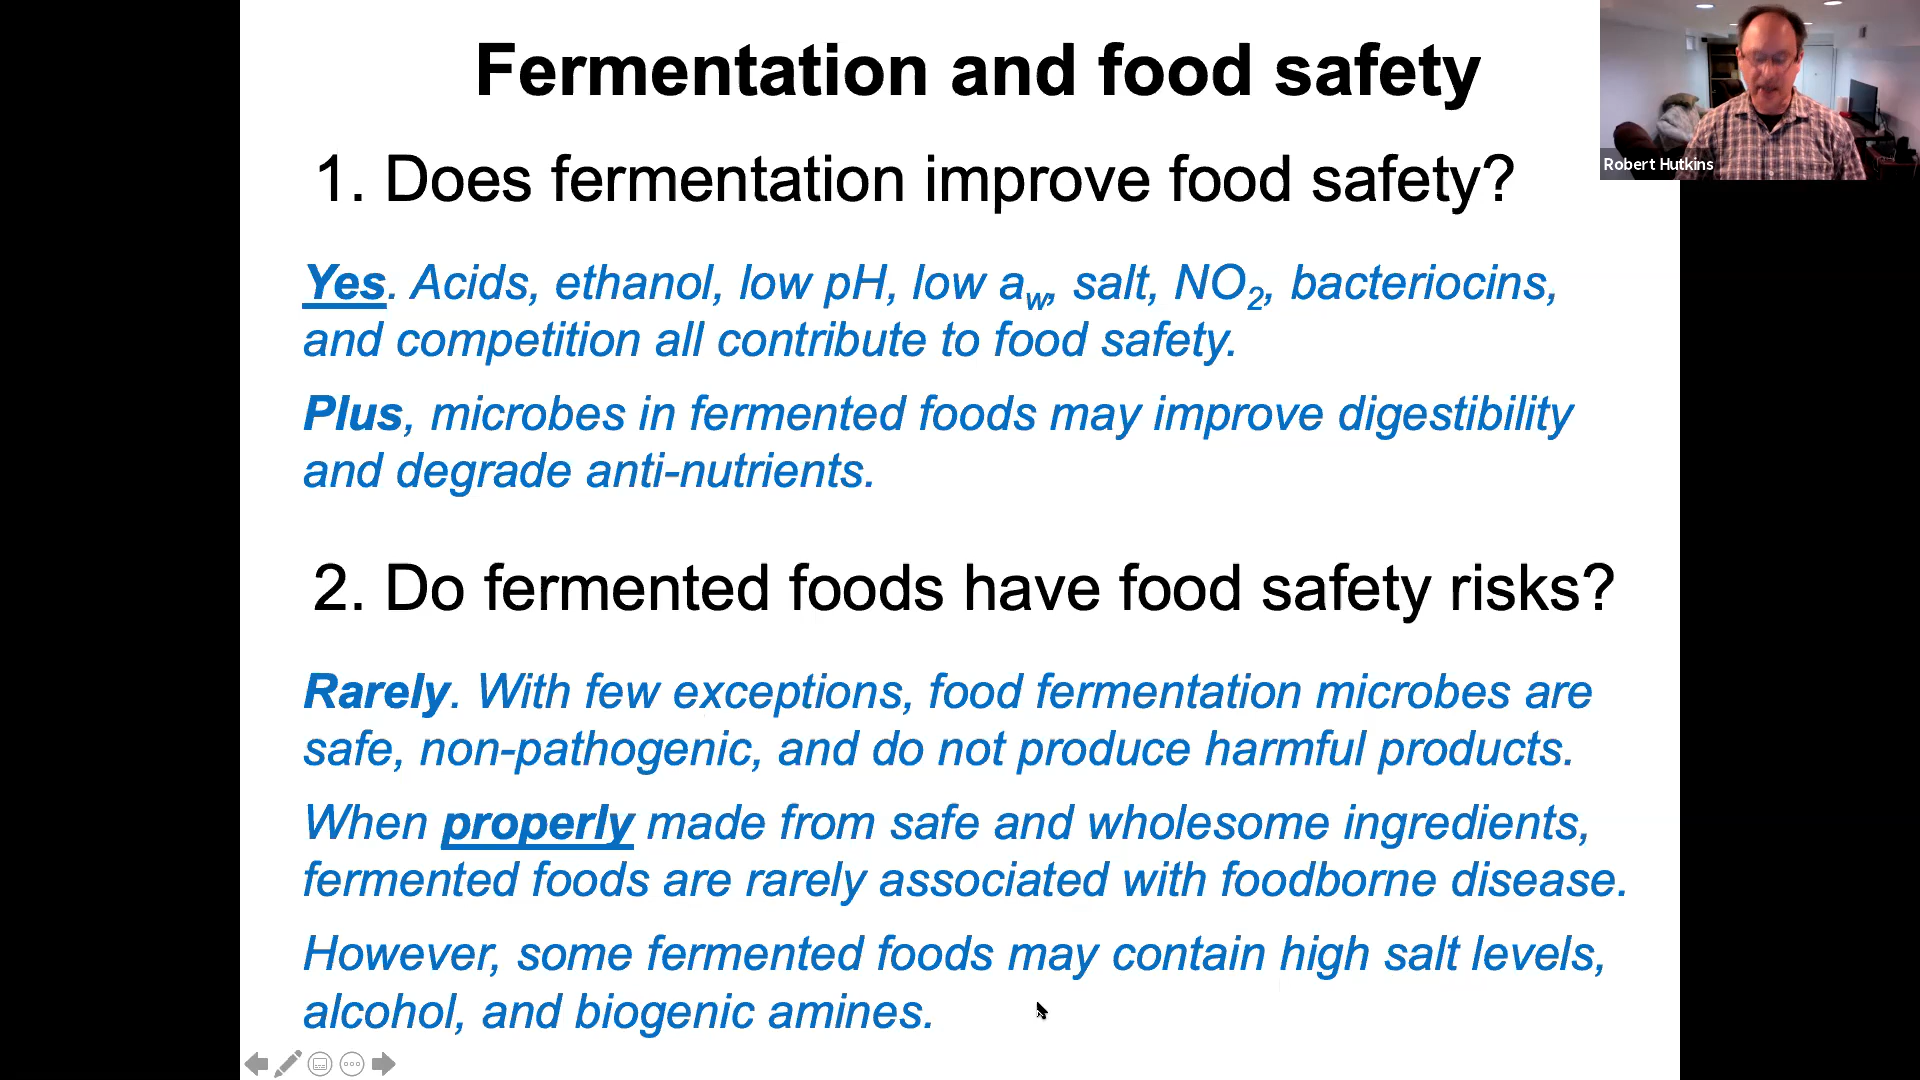 Fermentation and food safety
Robert Hutkins
1. Does fermentation improve food safety?
Yes. Acids, ethanol, low pH, low a_w, salt, NO_2, bacteriocins,
and competition all contribute to food safety.
Plus, microbes in fermented foods may improve digestibility
and degrade anti-nutrients.
2. Do fermented foods have food safety risks?
Rarely. With few exceptions, food fermentation microbes are
safe, non-pathogenic, and do not produce harmful products.
When properly made from safe and wholesome ingredients,
fermented foods are rarely associated with foodborne disease.
However, some fermented foods may contain high salt levels,
alcohol, and biogenic amines.